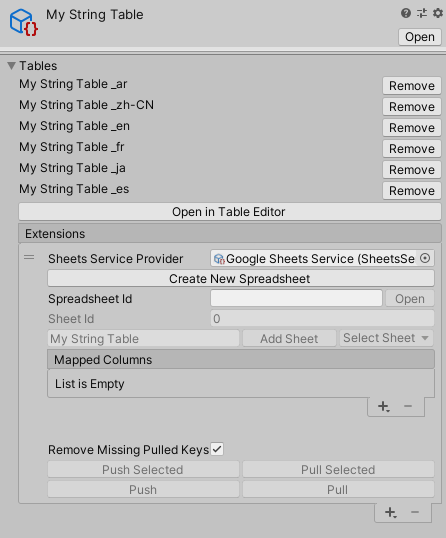 My String Table
Open
Tables
My String Table _ar Remove
My String Table _zh-CN Remove
My String Table _en Remove
My String Table _fr Remove
My String Table _ja Remove
My String Table _es Remove
Open in Table Editor
Extensions
Sheets Service Provider Google Sheets Service (SheetsSe
Create New Spreadsheet
Spreadsheet Id Open
Sheet Id 0
My String Table Add Sheet Select Sheet
Mapped Columns
List is Empty
Remove Missing Pulled Keys
Push Selected Pull Selected
Push Pull